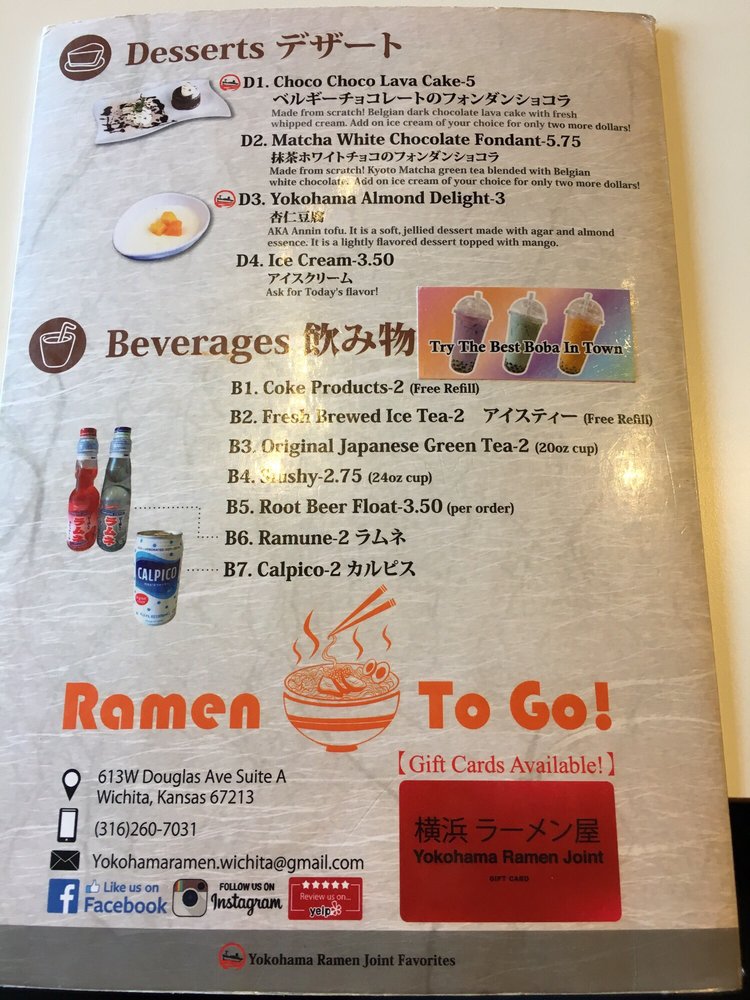 Desserts デザート
D1. Choco Choco Lava Cake-5
ベルギーチョコレートのフォンダンショコラ
Made from scratch! Belgian dark chocolate lava cake with fresh
whipped cream. Add on ice cream of your choice for only two more dollars!
D2. Matcha White Chocolate Fondant-5.75
抹茶ホワイトチョコのフォンダンショコラ
Made from scratch! Kyoto Matcha green tea blended with Belgian
white chocolate. Add on ice cream of your choice for only two more dollars!
D3. Yokohama Almond Delight-3
杏仁豆腐
AKA Annin tofu. It is a soft, jellied dessert made with agar and almond
essence. It is a lightly flavored dessert topped with mango.
D4. Ice Cream-3.50
アイスクリーム
Ask for Today's flavor!
Beverages 飲み物
Try The Best Boba In Town
B1. Coke Products-2 (Free Refill)
B2. Fresh Brewed Ice Tea-2 アイスティー (Free Refill)
B3. Original Japanese Green Tea-2 (20oz cup)
B4. Slushy-2.75 (24oz cup)
B5. Root Beer Float-3.50 (per order)
B6. Ramune-2 ラムネ
B7. Calpico-2 カルピス
ラムネ
CALPICO
Ramen To Go!
613W Douglas Ave Suite A
Wichita, Kansas 67213
(316)260-7031
Yokohamaramen.wichita@gmail.com
Like us on
Facebook
FOLLOW US ON
Instagram
Review us on...
yelp
【Gift Cards Available!】
横浜 ラーメン屋
Yokohama Ramen Joint
GIFT CARD
Yokohama Ramen Joint Favorites